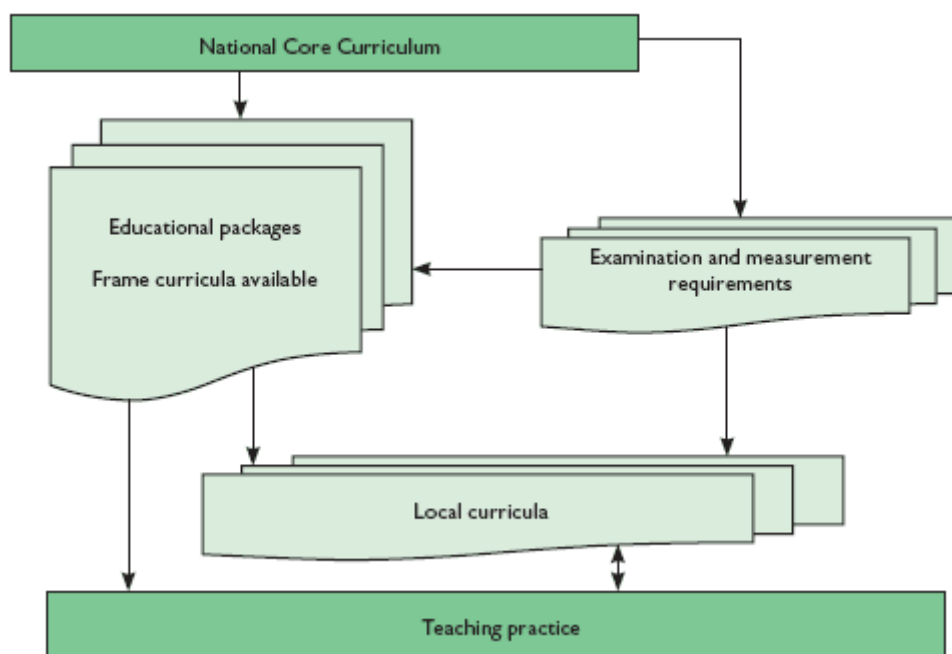 National Core Curriculum
Educational packages
Frame curricula available
Examination and measurement
requirements
Local curricula
Teaching practice